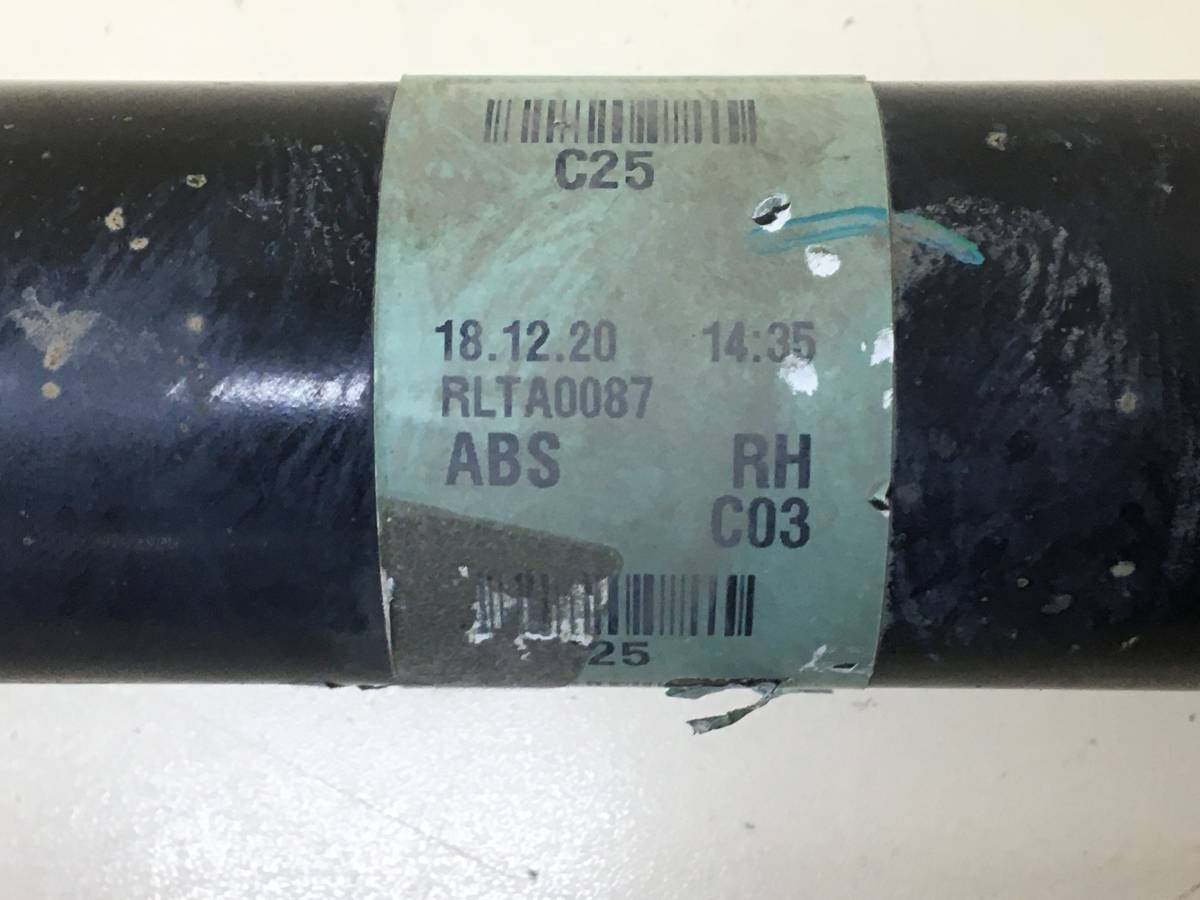 C25
18.12.20 14:35
RLTA0087
ABS RH
C03
25